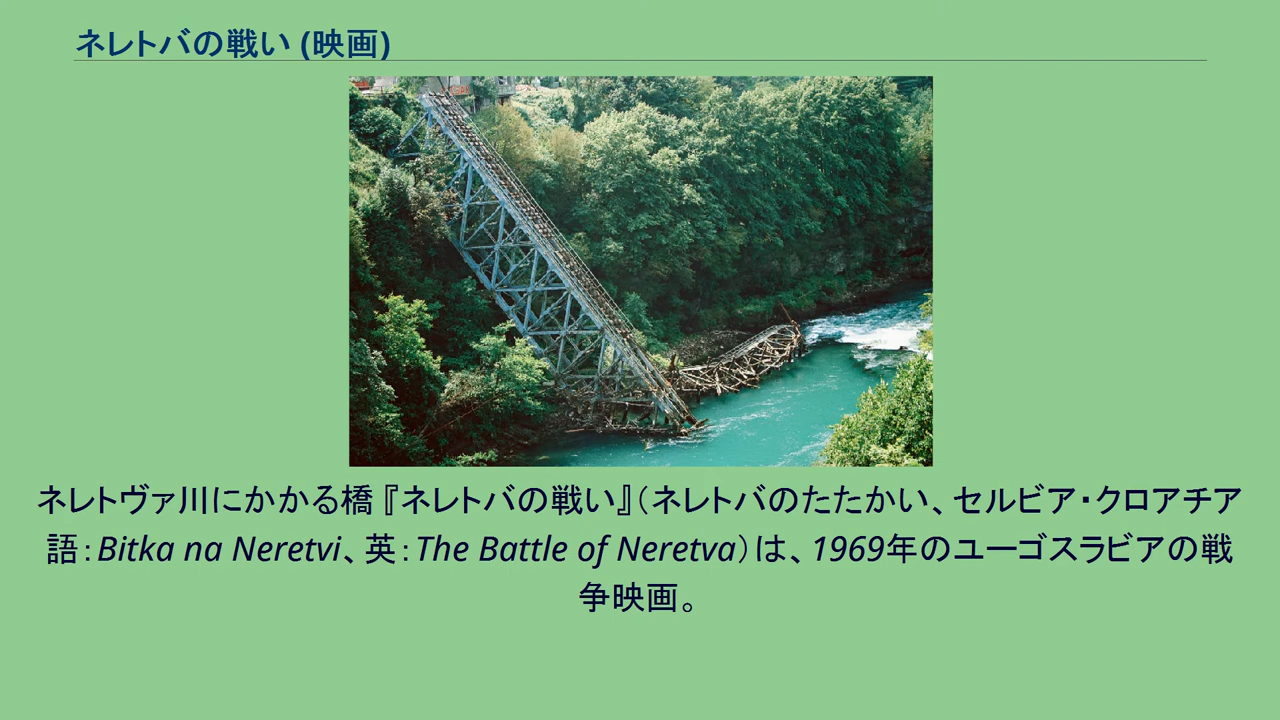 ネレトバの戦い (映画)
ネレトヴァ川にかかる橋 『ネレトバの戦い』（ネレトバのたたかい、セルビア・クロアチア
語：Bitka na Neretvi、英：The Battle of Neretva）は、1969年のユーゴスラビアの戦
争映画。